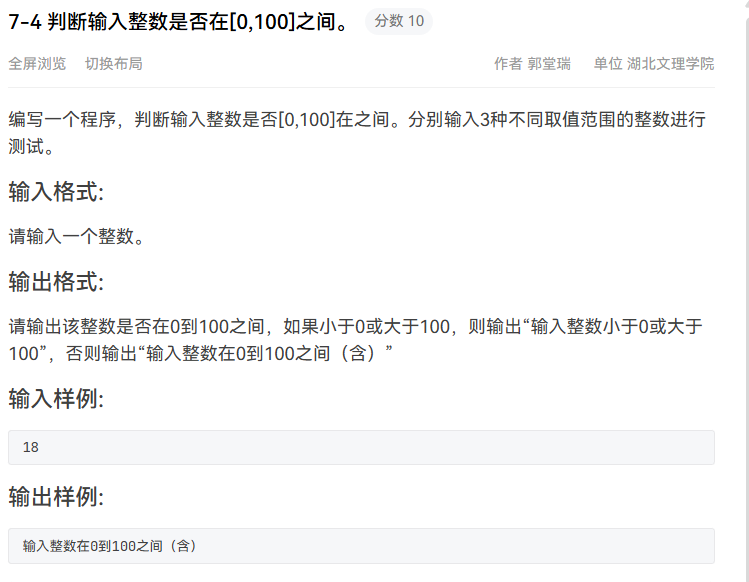 7-4 判断输入整数是否在[0,100]之间。 分数 10
全屏浏览 切换布局 作者 郭堂瑞 单位 湖北文理学院
编写一个程序，判断输入整数是否[0,100]在之间。分别输入3种不同取值范围的整数进行
测试。
输入格式:
请输入一个整数。
输出格式:
请输出该整数是否在0到100之间，如果小于0或大于100，则输出“输入整数小于0或大于
100”，否则输出“输入整数在0到100之间（含）”
输入样例:
18
输出样例:
输入整数在0到100之间（含）